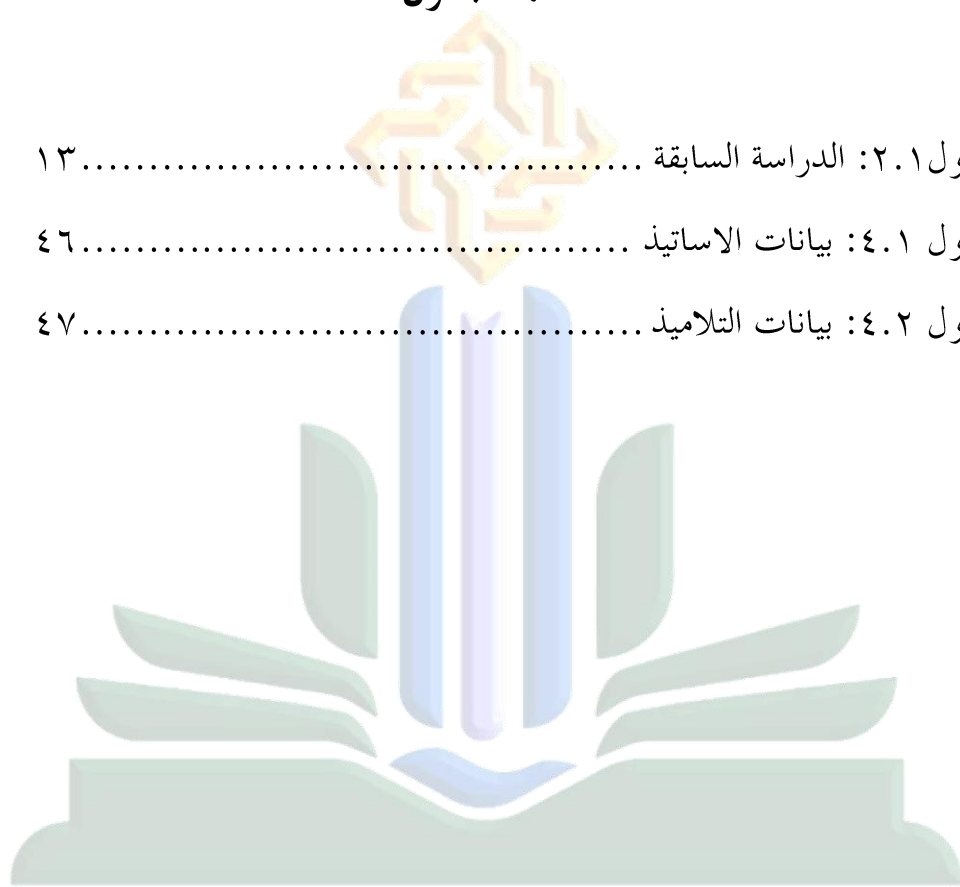 ول٢.١: الدراسة السابقة ..........................................١٣
ول ٤.١: بيانات الاساتيذ ..........................................٤٦
ول ٤.٢: بيانات التلاميذ ..........................................٤٧